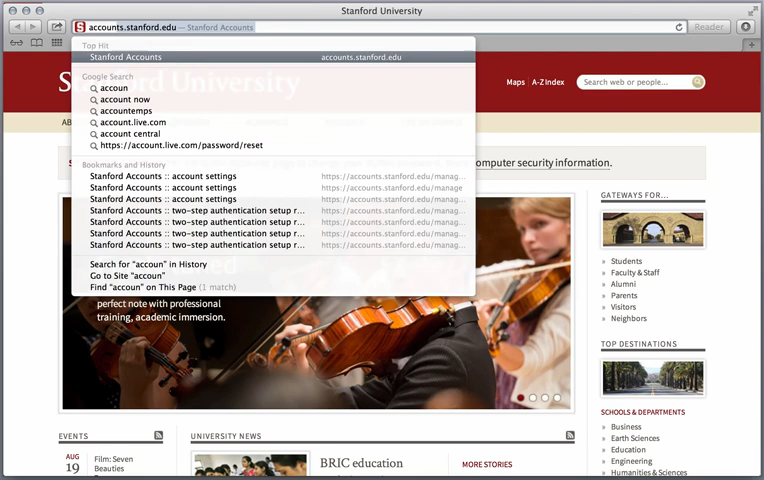 Stanford University
accounts.stanford.edu — Stanford Accounts
Reader
Top Hit
Stanford Accounts accounts.stanford.edu
Google Search
accoun
account now
accountemps
account.live.com
account central
https://account.live.com/password/reset
Bookmarks and History
Stanford Accounts :: account settings https://accounts.stanford.edu/manag...
Stanford Accounts :: account settings https://accounts.stanford.edu/manage
Stanford Accounts :: account settings https://accounts.stanford.edu/manag...
Stanford Accounts :: two-step authentication setup r... https://accounts.stanford.edu/manag...
Stanford Accounts :: two-step authentication setup r... https://accounts.stanford.edu/manag...
Stanford Accounts :: two-step authentication setup r... https://accounts.stanford.edu/manag...
Stanford Accounts :: two-step authentication setup r... https://accounts.stanford.edu/manag...
Search for "accoun" in History
Go to Site "accoun"
Find "accoun" on This Page (1 match)
Stanford University
Maps A-Z Index Search web or people...
computer security information.
perfect note with professional
training, academic immersion.
GATEWAYS FOR...
» Students
» Faculty & Staff
» Alumni
» Parents
» Visitors
» Neighbors
TOP DESTINATIONS
SCHOOLS & DEPARTMENTS
» Business
» Earth Sciences
» Education
» Engineering
» Humanities & Sciences
EVENTS
AUG
19
Film: Seven
Beauties
UNIVERSITY NEWS
BRIC education
MORE STORIES